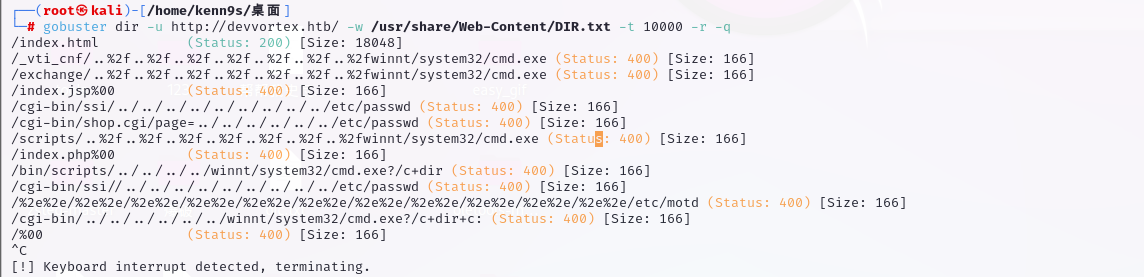 ┌──(root㉿kali)-[/home/kenn9s/桌面]
└─# gobuster dir -u http://devvortex.htb/ -w /usr/share/Web-Content/DIR.txt -t 10000 -r -q
/index.html (Status: 200) [Size: 18048]
/_vti_cnf/..%2f..%2f..%2f..%2f..%2f..%2fwinnt/system32/cmd.exe (Status: 400) [Size: 166]
/exchange/..%2f..%2f..%2f..%2f..%2f..%2fwinnt/system32/cmd.exe (Status: 400) [Size: 166]
/index.jsp%00 (Status: 400) [Size: 166]
/cgi-bin/ssi/../../../../../../../../../etc/passwd (Status: 400) [Size: 166]
/cgi-bin/shop.cgi/page=../../../../../etc/passwd (Status: 400) [Size: 166]
/scripts/..%2f..%2f..%2f..%2f..%2f..%2fwinnt/system32/cmd.exe (Status: 400) [Size: 166]
/index.php%00 (Status: 400) [Size: 166]
/bin/scripts/../../../../winnt/system32/cmd.exe?/c+dir (Status: 400) [Size: 166]
/cgi-bin/ssi//../../../../../../../../../etc/passwd (Status: 400) [Size: 166]
/%2e%2e/%2e%2e/%2e%2e/%2e%2e/%2e%2e/%2e%2e/%2e%2e/%2e%2e/%2e%2e/%2e%2e/%2e%2e/etc/motd (Status: 400) [Size: 166]
/cgi-bin/../../../../../../winnt/system32/cmd.exe?/c+dir+c: (Status: 400) [Size: 166]
/%00 (Status: 400) [Size: 166]
^C
[!] Keyboard interrupt detected, terminating.